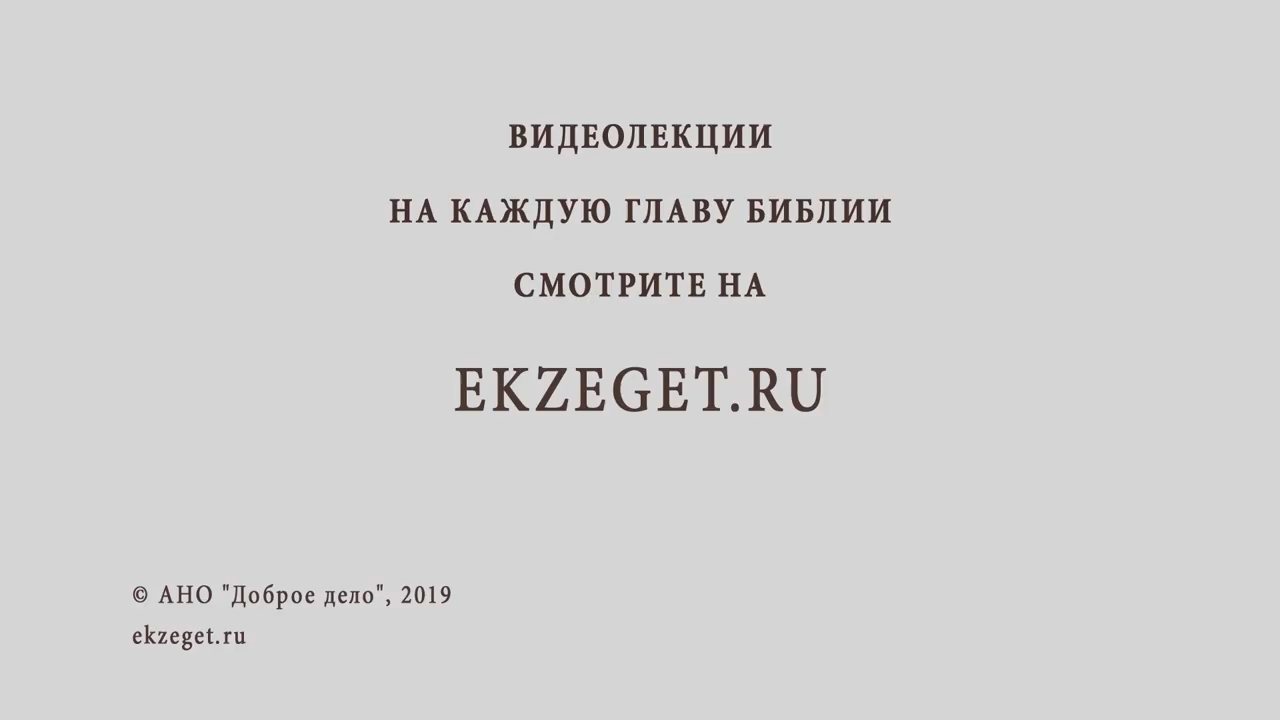 ВИДЕОЛЕКЦИИ
НА КАЖДУЮ ГЛАВУ БИБЛИИ
СМОТРИТЕ НА
EKZEGET.RU
© АНО "Доброе дело", 2019
ekzeget.ru